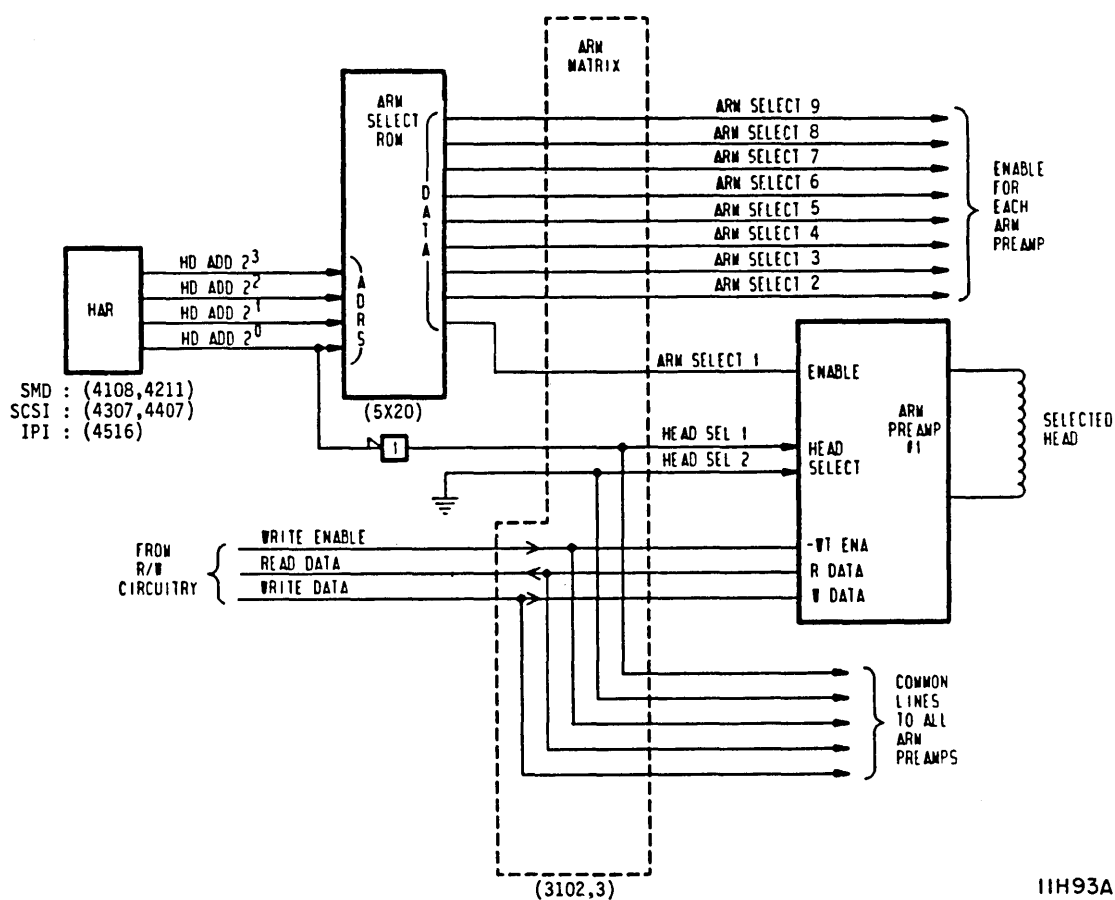 ARM
MATRIX
ARM
SELECT
ROM
DATA
ADRS
ARM SELECT 9
ARM SELECT 8
ARM SELECT 7
ARM SELECT 6
ARM SELECT 5
ARM SELECT 4
ARM SELECT 3
ARM SELECT 2
ENABLE
FOR
EACH
ARM
PREAMP
HAR
HD ADD 2³
HD ADD 2²
HD ADD 2¹
HD ADD 2⁰
SMD : (4108,4211)
SCSI : (4307,4407)
IPI : (4516)
(5X20)
1
ARM SELECT 1
HEAD SEL 1
HEAD SEL 2
ENABLE
ARM
PREAMP
#1
HEAD
SELECT
-WT ENA
R DATA
W DATA
SELECTED
HEAD
FROM
R/W
CIRCUITRY
WRITE ENABLE
READ DATA
WRITE DATA
COMMON
LINES
TO ALL
ARM
PREAMPS
(3102,3)
11H93A